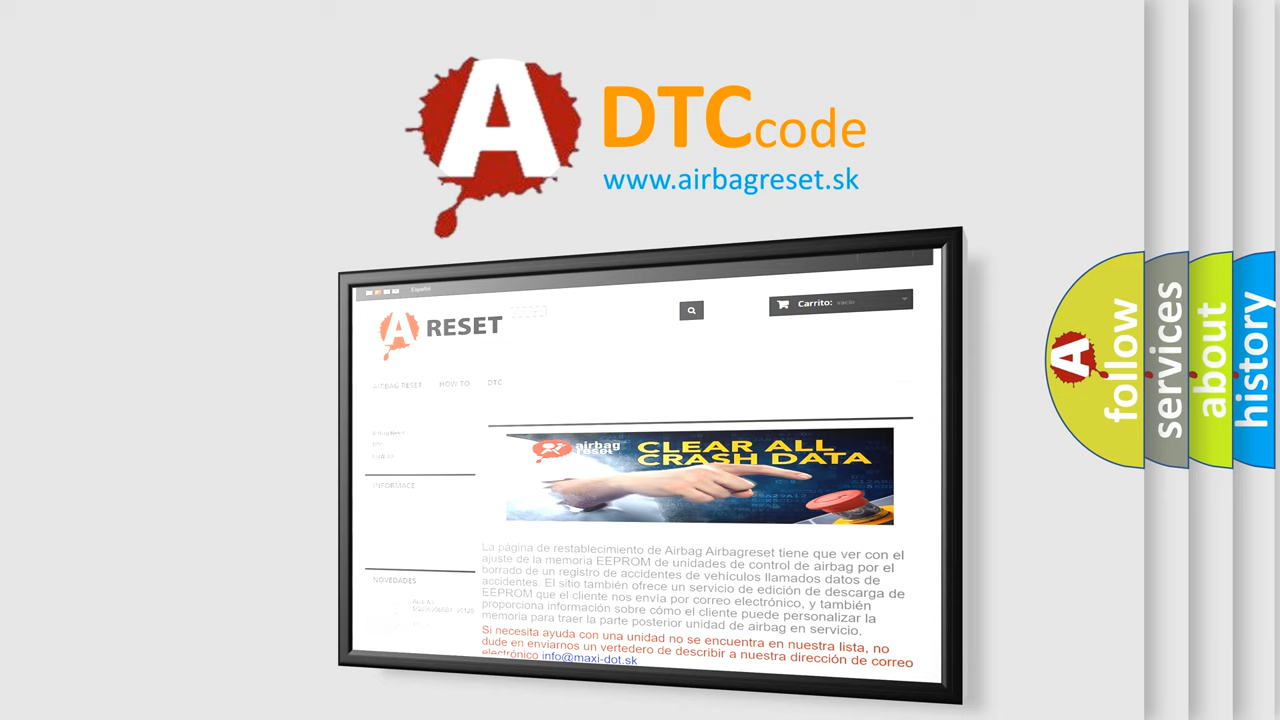 A
DTCcode
www.airbagreset.sk
Español
A RESET
Carrito: vacío
AIRBAG RESET HOW TO DTC
INFORMACE
airbag
reset
CLEAR ALL
CRASH DATA
La página de restablecimiento de Airbag Airbagreset tiene que ver con el
ajuste de la memoria EEPROM de unidades de control de airbag por el
borrado de un registro de accidentes de vehículos llamados datos de
accidentes. El sitio también ofrece un servicio de edición de descarga de
EEPROM que el cliente nos envía por correo electrónico, y también
proporciona información sobre cómo el cliente puede personalizar la
memoria para traer la parte posterior unidad de airbag en servicio.
Si necesita ayuda con una unidad no se encuentra en nuestra lista, no
dude en enviarnos un vertedero de describir a nuestra dirección de correo
electrónico info@maxi-dot.sk
NOVEDADES
A
follow
services
about
history